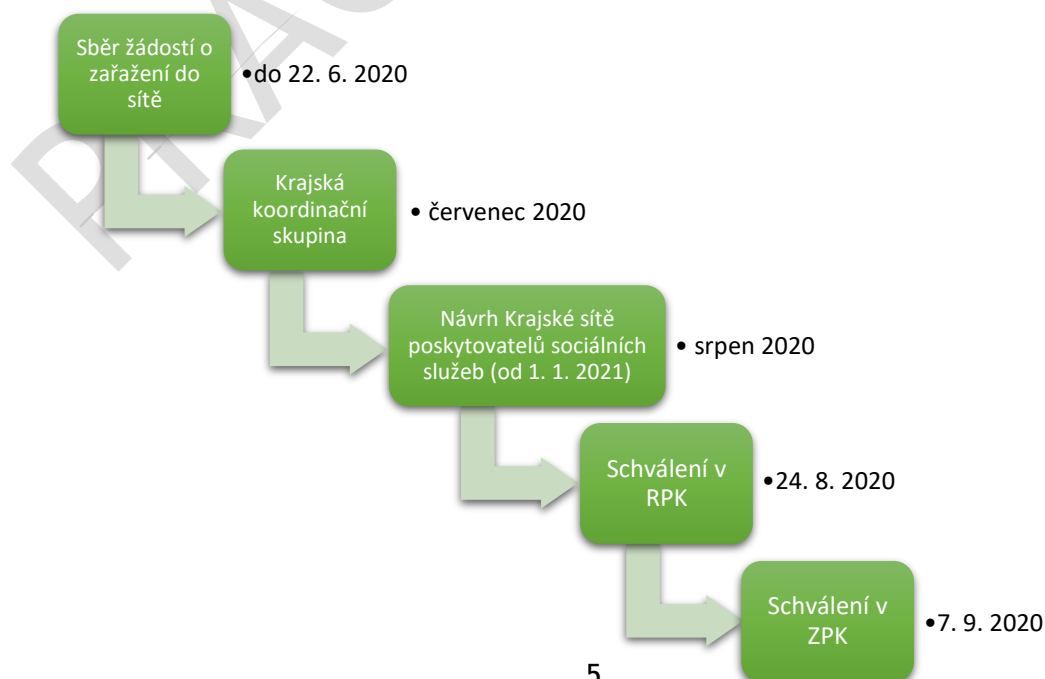 Sběr žádostí o
zařažení do
sítě
•do 22. 6. 2020
Krajská
koordinační
skupina
• červenec 2020
Návrh Krajské sítě
poskytovatelů sociálních
služeb (od 1. 1. 2021)
• srpen 2020
Schválení v
RPK
•24. 8. 2020
Schválení v
ZPK
•7. 9. 2020
5